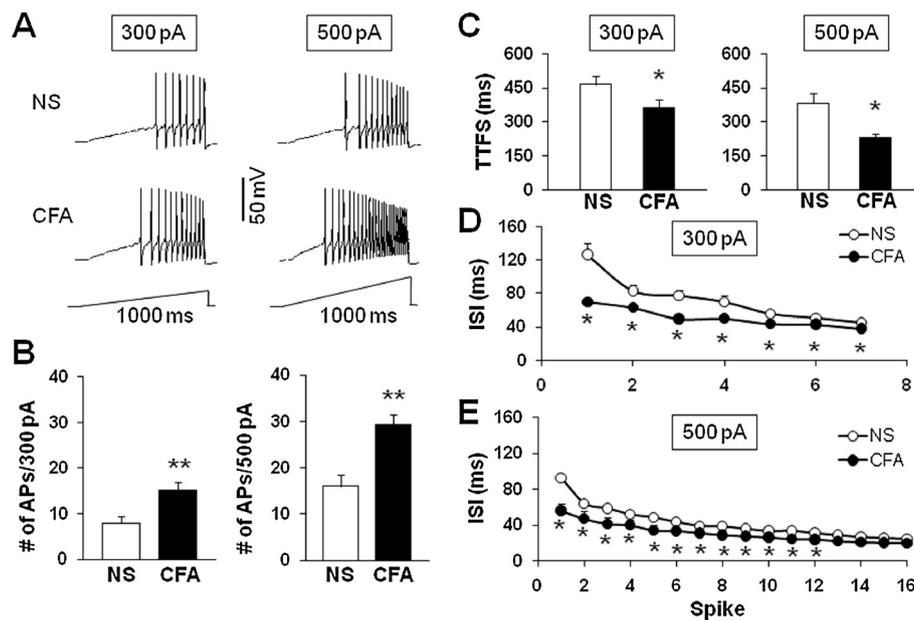 A
300 pA
500 pA
NS
CFA
50 mV
1000 ms
1000 ms
B
# of APs/300 pA
40
30
20
10
0
**
NS
CFA
# of APs/500 pA
40
30
20
10
0
**
NS
CFA
C
300 pA
500 pA
TTFS (ms)
600
450
300
150
0
*
NS
CFA
600
450
300
150
0
*
NS
CFA
D
300 pA
NS
CFA
ISI (ms)
160
120
80
40
0
* * * * * * *
0 2 4 6 8
E
500 pA
NS
CFA
ISI (ms)
160
120
80
40
0
* * * * * * * * * * * *
0 2 4 6 8 10 12 14 16
Spike